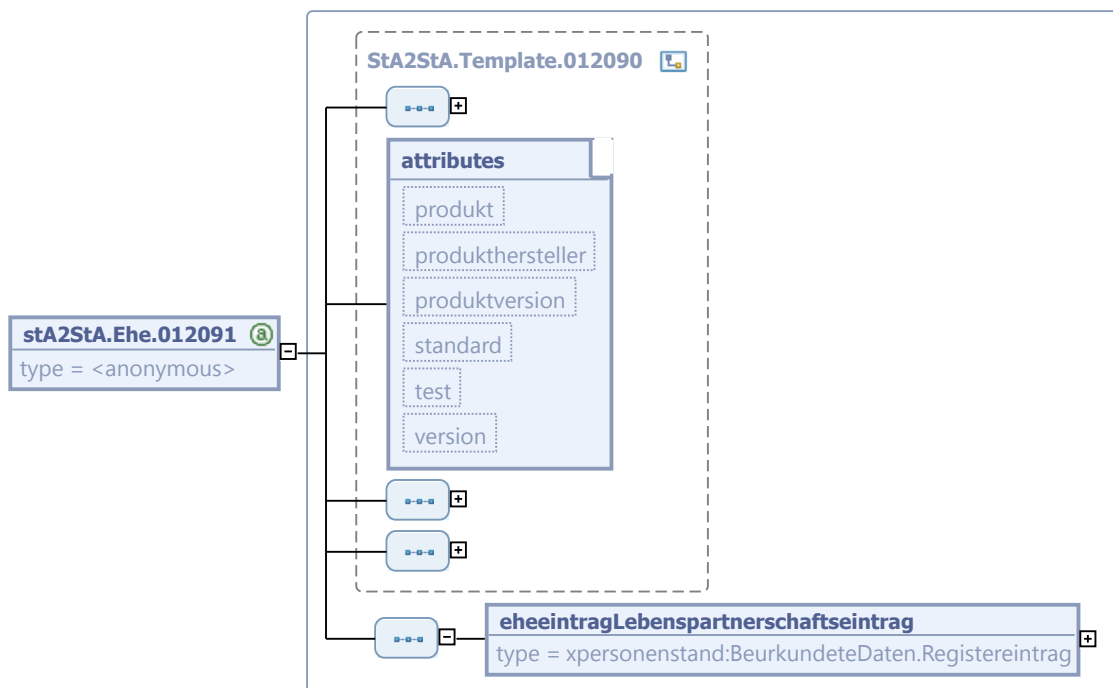 StA2StA.Template.012090
attributes
produkt
produkthersteller
produktversion
standard
test
version
stA2StA.Ehe.012091 @
type = <anonymous>
eheeintragLebenspartnerschaftseintrag
type = xpersonenstand:BeurkundeteDaten.Registereintrag